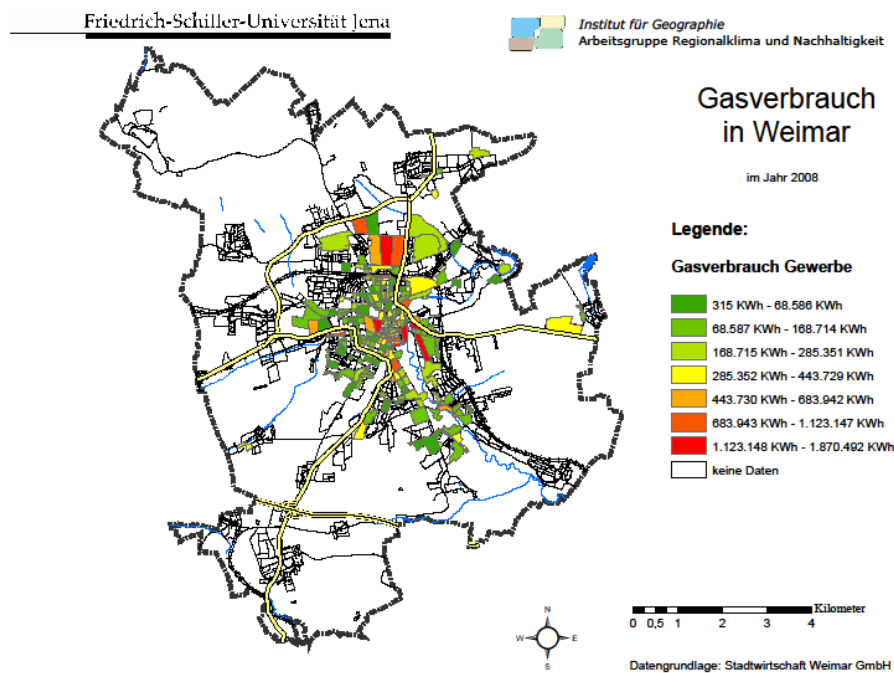 Friedrich-Schiller-Universität Jena
Institut für Geographie
Arbeitsgruppe Regionalklima und Nachhaltigkeit
Gasverbrauch
in Weimar
im Jahr 2008
Legende:
Gasverbrauch Gewerbe
315 KWh - 68.586 KWh
68.587 KWh - 168.714 KWh
168.715 KWh - 285.351 KWh
285.352 KWh - 443.729 KWh
443.730 KWh - 683.942 KWh
683.943 KWh - 1.123.147 KWh
1.123.148 KWh - 1.870.492 KWh
keine Daten
N
W E
S
Kilometer
0 0,5 1 2 3 4
Datengrundlage: Stadtwirtschaft Weimar GmbH